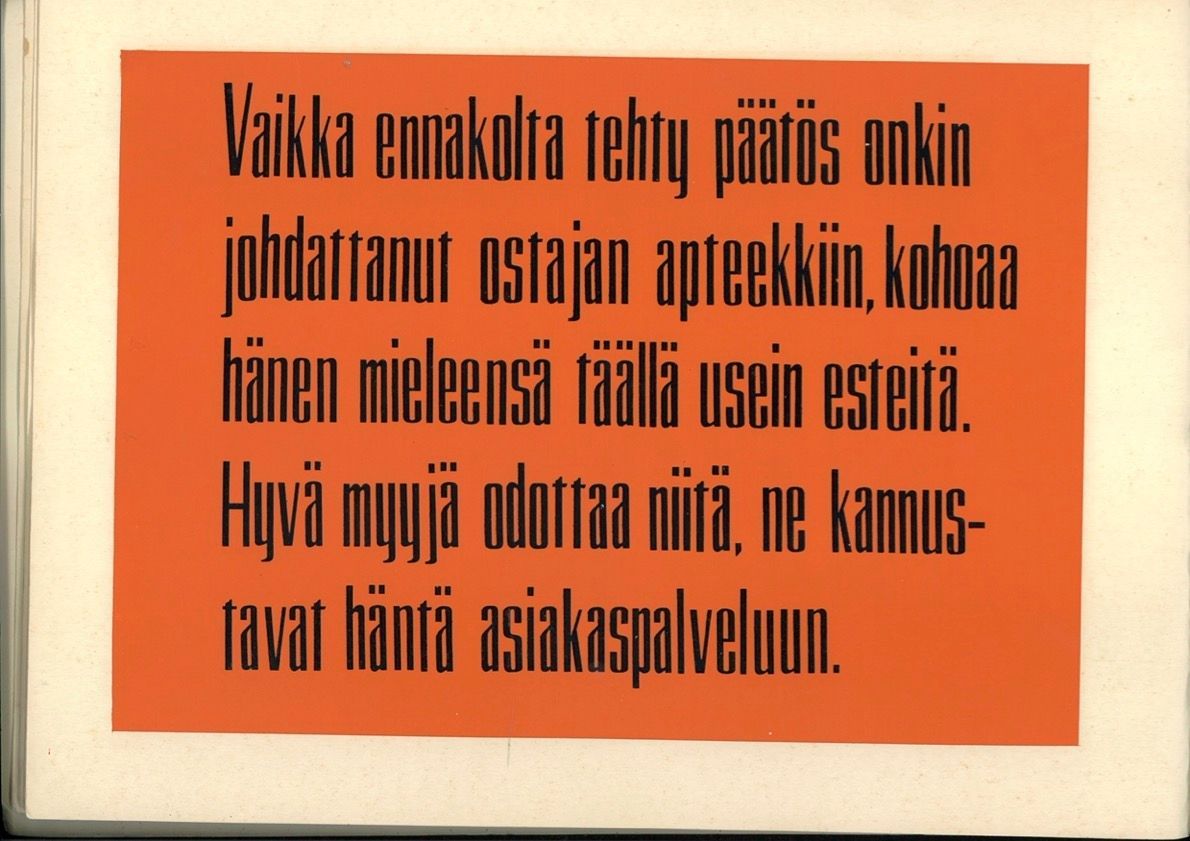 Vaikka ennakolta tehty päätös onkin
johdattanut ostajan apteekkiin, kohoaa
hänen mieleensä täällä usein esteitä.
Hyvä myyjä odottaa niitä, ne kannus-
tavat häntä asiakaspalveluun.